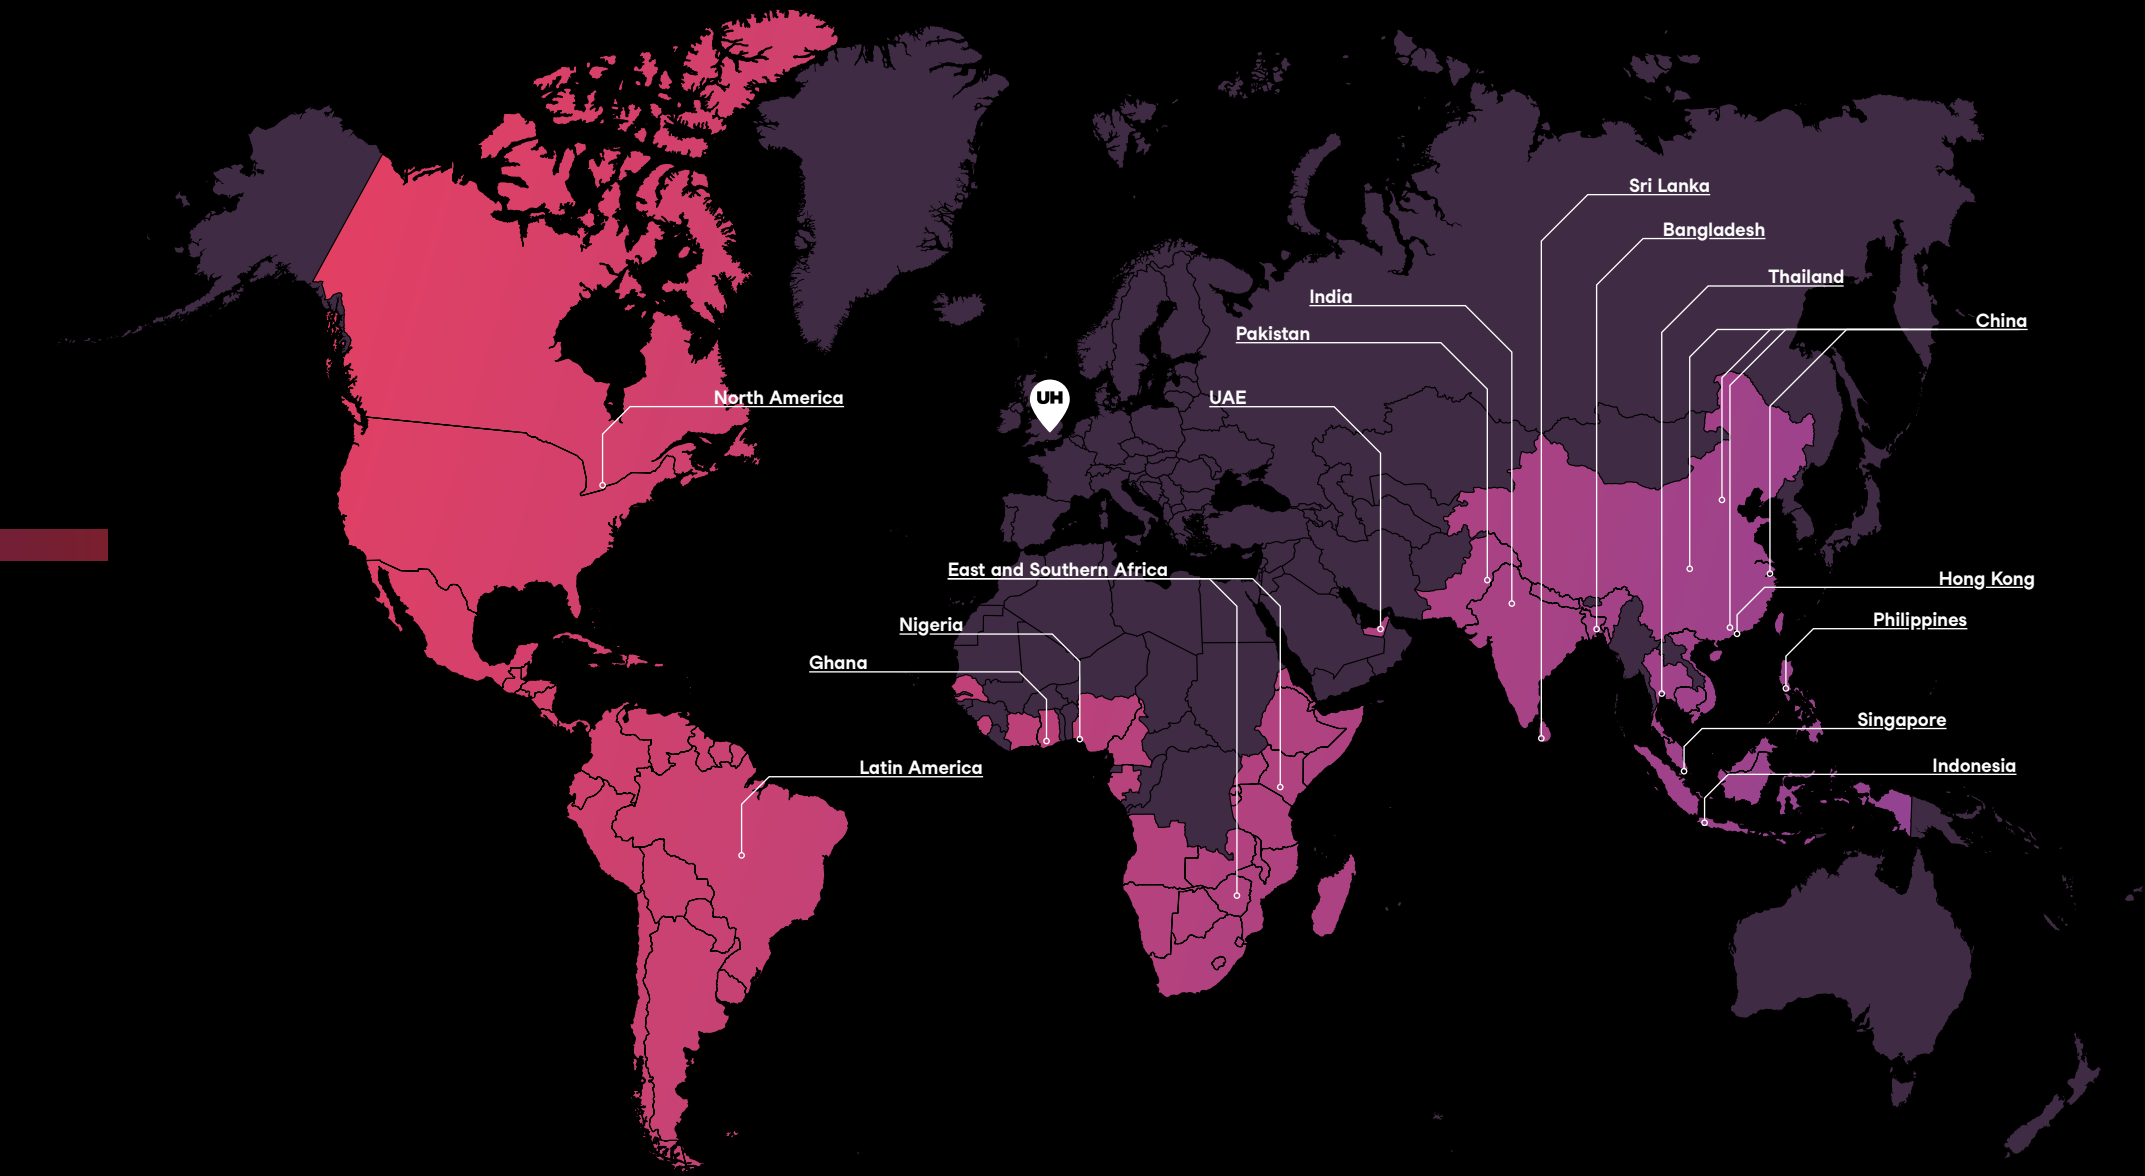 Sri Lanka
Bangladesh
Thailand
India
China
Pakistan
North America
UH
UAE
East and Southern Africa
Hong Kong
Nigeria
Philippines
Ghana
Singapore
Latin America
Indonesia